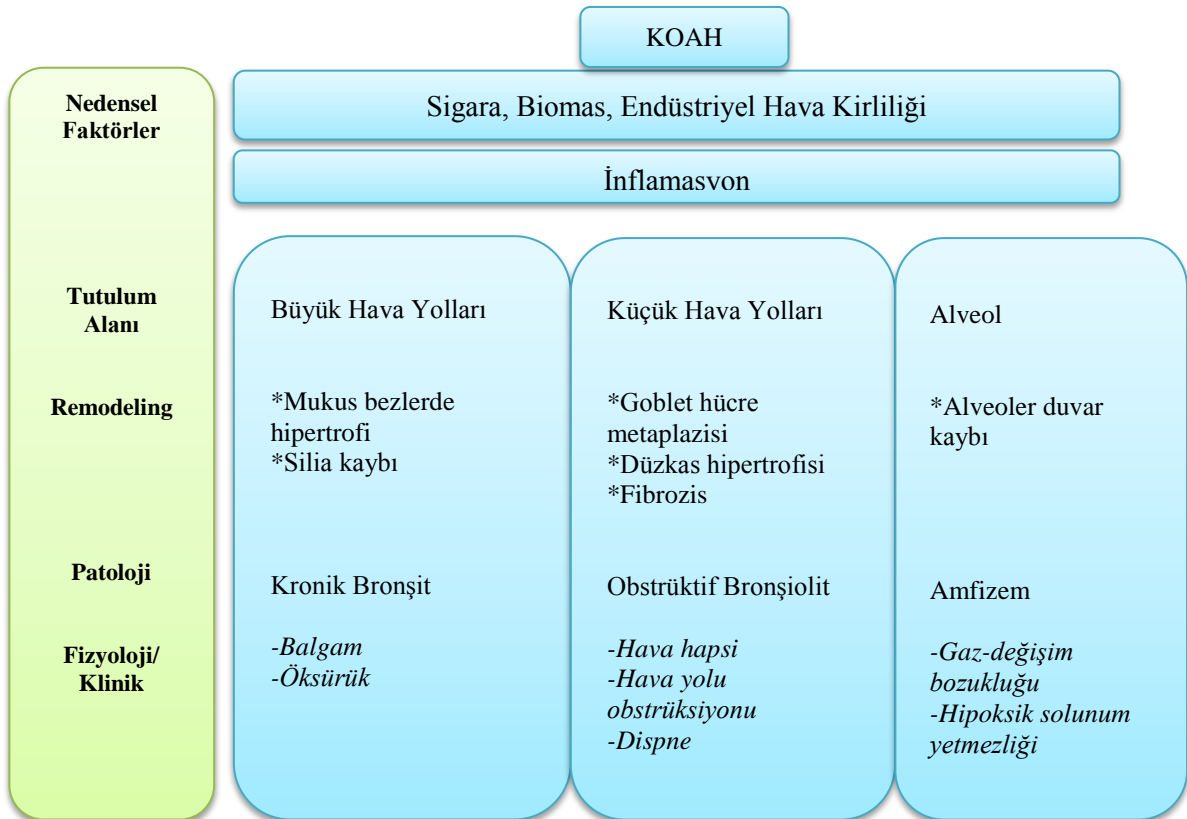 KOAH
Nedensel
Faktörler
Sigara, Biomas, Endüstriyel Hava Kirliliği
İnflamasvon
Tutulum
Alanı
Büyük Hava Yolları
Küçük Hava Yolları
Alveol
Remodeling
*Mukus bezlerde
hipertrofi
*Silia kaybı
*Goblet hücre
metaplazisi
*Düzkas hipertrofisi
*Fibrozis
*Alveoler duvar
kaybı
Patoloji
Kronik Bronşit
Obstrüktif Bronşiolit
Amfizem
Fizyoloji/
Klinik
-Balgam
-Öksürük
-Hava hapsi
-Hava yolu
obstrüksiyonu
-Dispne
-Gaz-değişim
bozukluğu
-Hipoksik solunum
yetmezliği